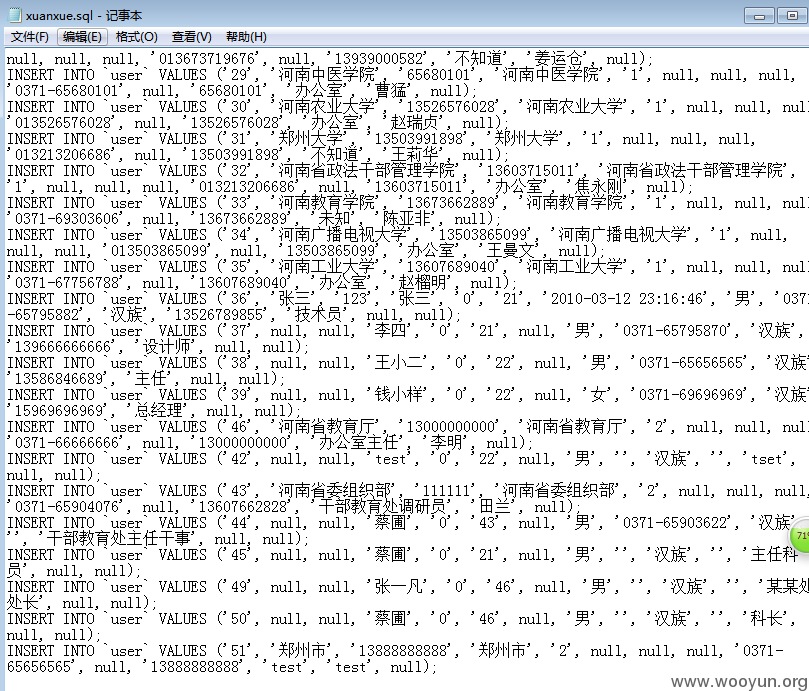 xuanxue.sql - 记事本
文件(F) 编辑(E) 格式(O) 查看(V) 帮助(H)
null, null, null, '013673719676', null, '13939000582', '不知道', '姜运仓', null);
INSERT INTO `user` VALUES ('29', '河南中医学院', '65680101', '河南中医学院', '1', null, null, null,
'0371-65680101', null, '65680101', '办公室', '曹猛', null);
INSERT INTO `user` VALUES ('30', '河南农业大学', '13526576028', '河南农业大学', '1', null, null, null,
'013526576028', null, '13526576028', '办公室', '赵瑞贞', null);
INSERT INTO `user` VALUES ('31', '郑州大学', '13503991898', '郑州大学', '1', null, null, null,
'013213206686', null, '13503991898', '不知道', '王莉华', null);
INSERT INTO `user` VALUES ('32', '河南省政法干部管理学院', '13603715011', '河南省政法干部管理学院',
'1', null, null, null, '013213206686', null, '13603715011', '办公室', '焦永刚', null);
INSERT INTO `user` VALUES ('33', '河南教育学院', '13673662889', '河南教育学院', '1', null, null, null,
'0371-69303606', null, '13673662889', '未知', '陈亚非', null);
INSERT INTO `user` VALUES ('34', '河南广播电视大学', '13503865099', '河南广播电视大学', '1', null,
null, null, '013503865099', null, '13503865099', '办公室', '王曼文', null);
INSERT INTO `user` VALUES ('35', '河南工业大学', '13607689040', '河南工业大学', '1', null, null, null,
'0371-67756788', null, '13607689040', '办公室', '赵榴明', null);
INSERT INTO `user` VALUES ('36', '张三', '123', '张三', '0', '21', '2010-03-12 23:16:46', '男', '0371
-65795882', '汉族', '13526789855', '技术员', null, null);
INSERT INTO `user` VALUES ('37', null, null, '李四', '0', '21', null, '男', '0371-65795870', '汉族',
'139666666666', '设计师', null, null);
INSERT INTO `user` VALUES ('38', null, null, '王小二', '0', '22', null, '男', '0371-65656565', '汉族',
'13586846689', '主任', null, null);
INSERT INTO `user` VALUES ('39', null, null, '钱小样', '0', '22', null, '女', '0371-69696969', '汉族',
'15969696969', '总经理', null, null);
INSERT INTO `user` VALUES ('46', '河南省教育厅', '13000000000', '河南省教育厅', '2', null, null, null,
'0371-66666666', null, '13000000000', '办公室主任', '李明', null);
INSERT INTO `user` VALUES ('42', null, null, 'test', '0', '22', null, '男', '', '汉族', '', 'tset',
null, null);
INSERT INTO `user` VALUES ('43', '河南省委组织部', '111111', '河南省委组织部', '2', null, null, null,
'0371-65904076', null, '13607662828', '干部教育处调研员', '田兰', null);
INSERT INTO `user` VALUES ('44', null, null, '蔡圃', '0', '43', null, '男', '0371-65903622', '汉族',
'', '干部教育处主任干事', null, null);
INSERT INTO `user` VALUES ('45', null, null, '蔡圃', '0', '21', null, '男', '', '汉族', '', '主任科
员', null, null);
INSERT INTO `user` VALUES ('49', null, null, '张一凡', '0', '46', null, '男', '', '汉族', '', '某某处
处长', null, null);
INSERT INTO `user` VALUES ('50', null, null, '蔡圃', '0', '46', null, '男', '', '汉族', '', '科长',
null, null);
INSERT INTO `user` VALUES ('51', '郑州市', '13888888888', '郑州市', '2', null, null, null, '0371-
65656565', null, '13888888888', 'test', 'test', null);
71%
www.wooyun.org